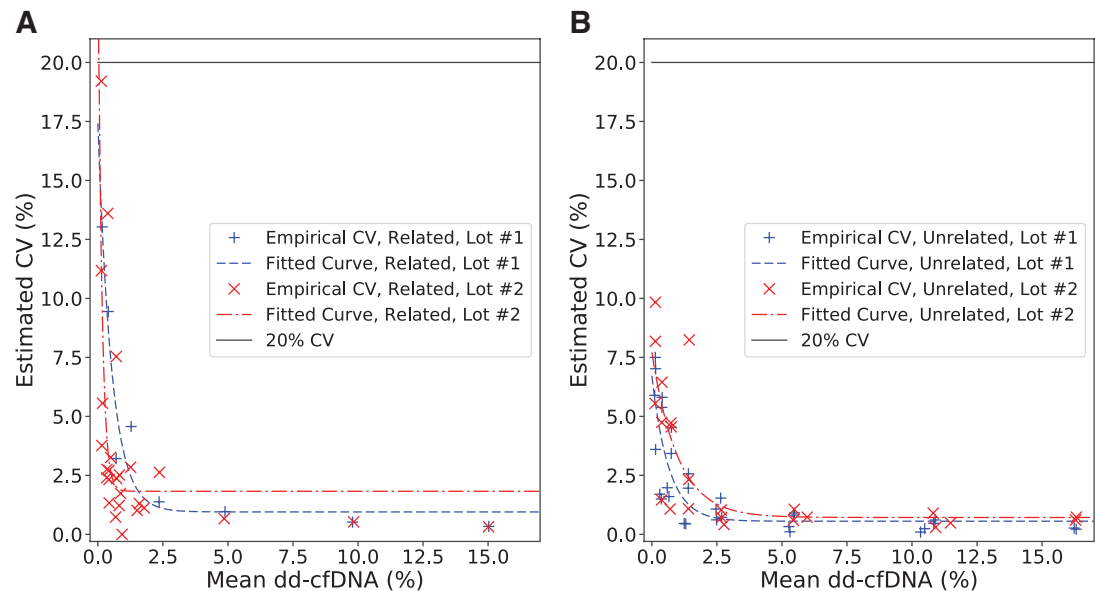 A
Estimated CV (%)
20.0
17.5
15.0
12.5
10.0
7.5
5.0
2.5
0.0
Empirical CV, Related, Lot #1
Fitted Curve, Related, Lot #1
Empirical CV, Related, Lot #2
Fitted Curve, Related, Lot #2
20% CV
0.0 2.5 5.0 7.5 10.0 12.5 15.0
Mean dd-cfDNA (%)
B
Estimated CV (%)
20.0
17.5
15.0
12.5
10.0
7.5
5.0
2.5
0.0
Empirical CV, Unrelated, Lot #1
Fitted Curve, Unrelated, Lot #1
Empirical CV, Unrelated, Lot #2
Fitted Curve, Unrelated, Lot #2
20% CV
0.0 2.5 5.0 7.5 10.0 12.5 15.0
Mean dd-cfDNA (%)